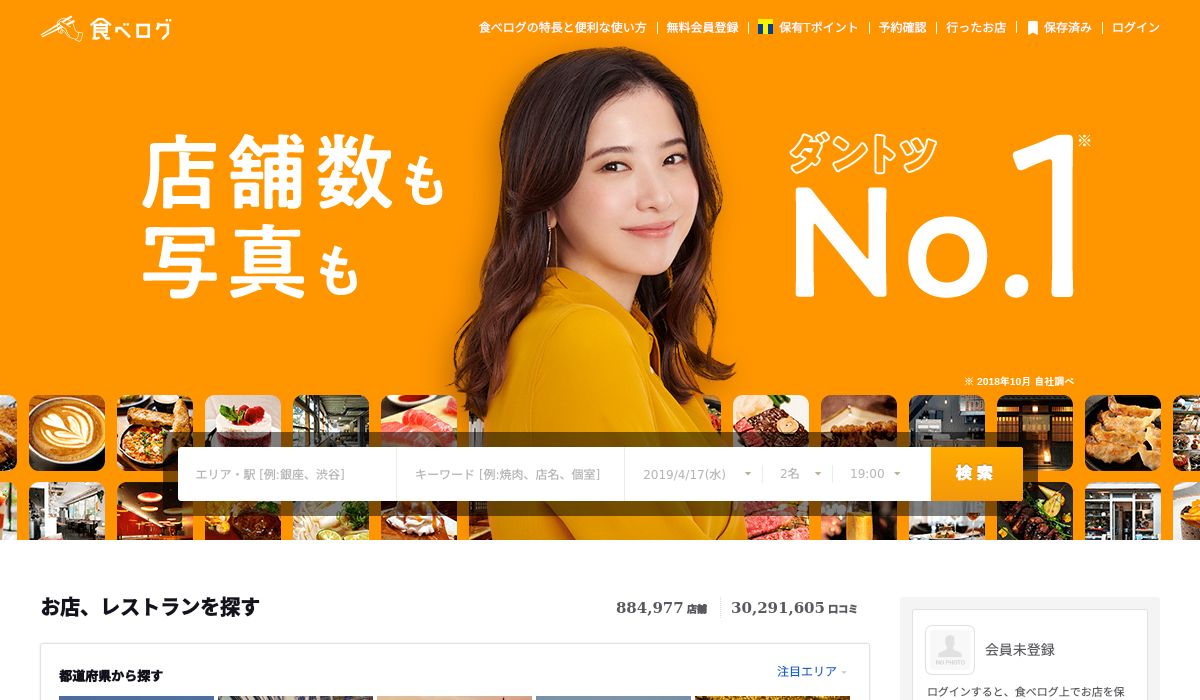 食べログ
食べログの特長と便利な使い方
無料会員登録
保有Tポイント
予約確認
行ったお店
保存済み
ログイン
店舗数も
写真も
ダントツ
No.1※
※ 2018年10月 自社調べ
エリア・駅 [例:銀座、渋谷]
キーワード [例:焼肉、店名、個室]
2019/4/17(水)
2名
19:00
検索
お店、レストランを探す
884,977 店舗
30,291,605 口コミ
都道府県から探す
注目エリア
NO PHOTO
会員未登録
ログインすると、食べログ上でお店を保